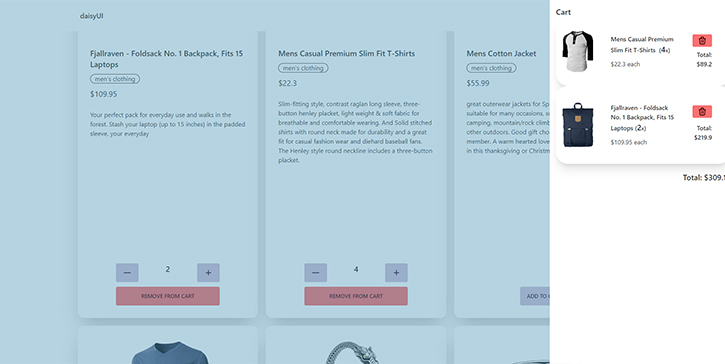 daisyUI
Fjallraven - Foldsack No. 1 Backpack, Fits 15
Laptops
men's clothing
$109.95
Your perfect pack for everyday use and walks in the
forest. Stash your laptop (up to 15 inches) in the padded
sleeve, your everyday
2
REMOVE FROM CART
Mens Casual Premium Slim Fit T-Shirts
men's clothing
$22.3
Slim-fitting style, contrast raglan long sleeve, three-
button henley placket, light weight & soft fabric for
breathable and comfortable wearing. And Solid stitched
shirts with round neck made for durability and a great
fit for casual fashion wear and diehard baseball fans.
The Henley style round neckline includes a three-button
placket.
4
REMOVE FROM CART
Mens Cotton Jacket
men's clothing
$55.99
great outerwear jackets for Sp
suitable for many occasions, s
camping, mountain/rock climb
other outdoors. Good gift cho
member. A warm hearted love
in this thanksgiving or Christm
ADD TO
Cart
Mens Casual Premium
Slim Fit T-Shirts (4x)
$22.3 each
Total:
$89.2
Fjallraven - Foldsack
No. 1 Backpack, Fits 15
Laptops (2x)
$109.95 each
Total:
$219.9
Total: $309.1